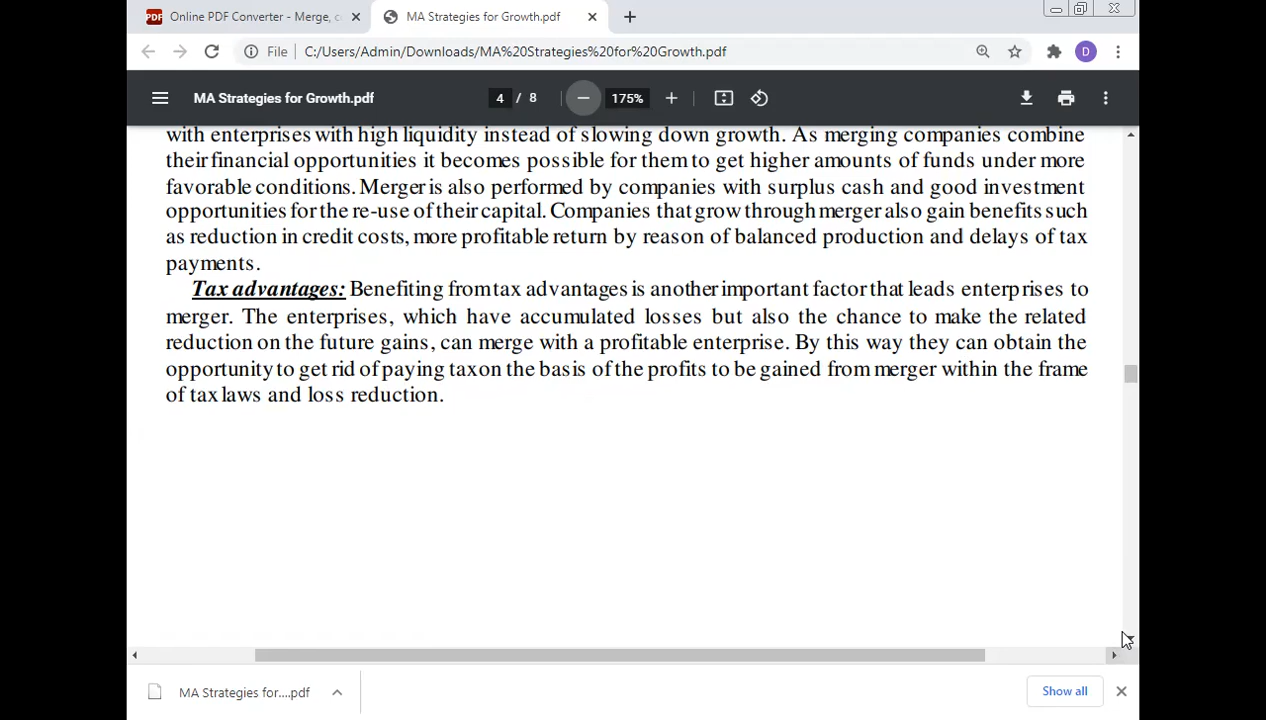 Online PDF Converter - Merge, c
MA Strategies for Growth.pdf
File
C:/Users/Admin/Downloads/MA%20Strategies%20for%20Growth.pdf
D
MA Strategies for Growth.pdf
4 / 8
175%
with enterprises with high liquidity instead of slowing down growth. As merging companies combine
their financial opportunities it becomes possible for them to get higher amounts of funds under more
favorable conditions. Merger is also performed by companies with surplus cash and good investment
opportunities for the re-use of their capital. Companies that grow through merger also gain benefits such
as reduction in credit costs, more profitable return by reason of balanced production and delays of tax
payments.
Tax advantages: Benefiting from tax advantages is another important factor that leads enterprises to
merger. The enterprises, which have accumulated losses but also the chance to make the related
reduction on the future gains, can merge with a profitable enterprise. By this way they can obtain the
opportunity to get rid of paying tax on the basis of the profits to be gained from merger within the frame
of tax laws and loss reduction.
MA Strategies for....pdf
Show all